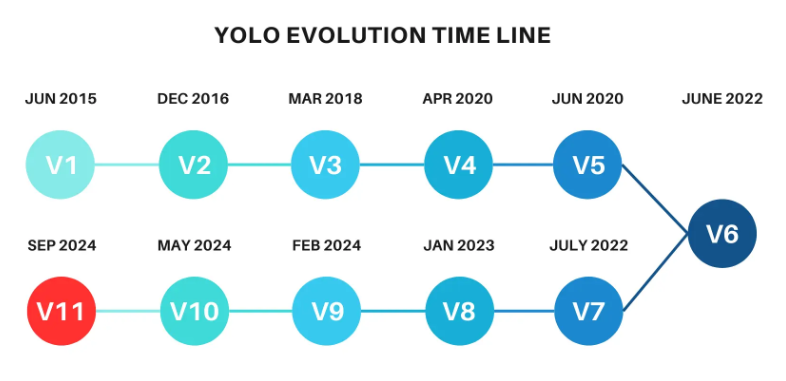 YOLO EVOLUTION TIME LINE
JUN 2015 DEC 2016 MAR 2018 APR 2020 JUN 2020 JUNE 2022
V1 V2 V3 V4 V5
V6
SEP 2024 MAY 2024 FEB 2024 JAN 2023 JULY 2022
V11 V10 V9 V8 V7